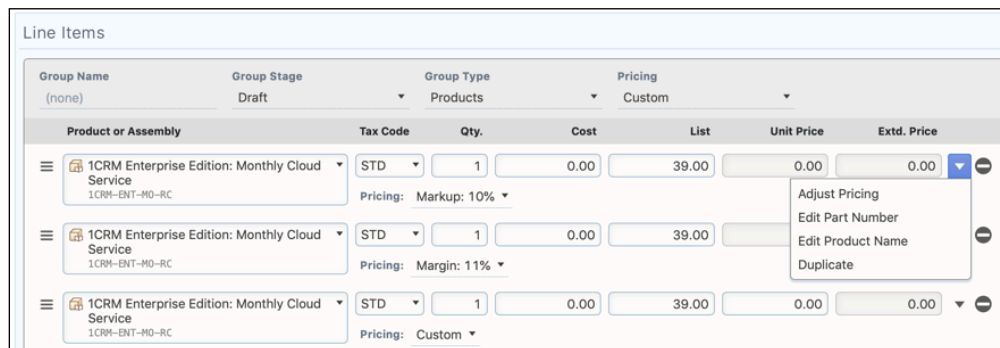 Line Items
Group Name Group Stage Group Type Pricing
(none) Draft Products Custom
Product or Assembly Tax Code Qty. Cost List Unit Price Extd. Price
1CRM Enterprise Edition: Monthly Cloud Service STD 1 0.00 39.00 0.00 0.00
1CRM-ENT-MO-RC
Pricing: Markup: 10%
Adjust Pricing
Edit Part Number
Edit Product Name
Duplicate
1CRM Enterprise Edition: Monthly Cloud Service STD 1 0.00 39.00
1CRM-ENT-MO-RC
Pricing: Margin: 11%
1CRM Enterprise Edition: Monthly Cloud Service STD 1 0.00 39.00 0.00 0.00
1CRM-ENT-MO-RC
Pricing: Custom